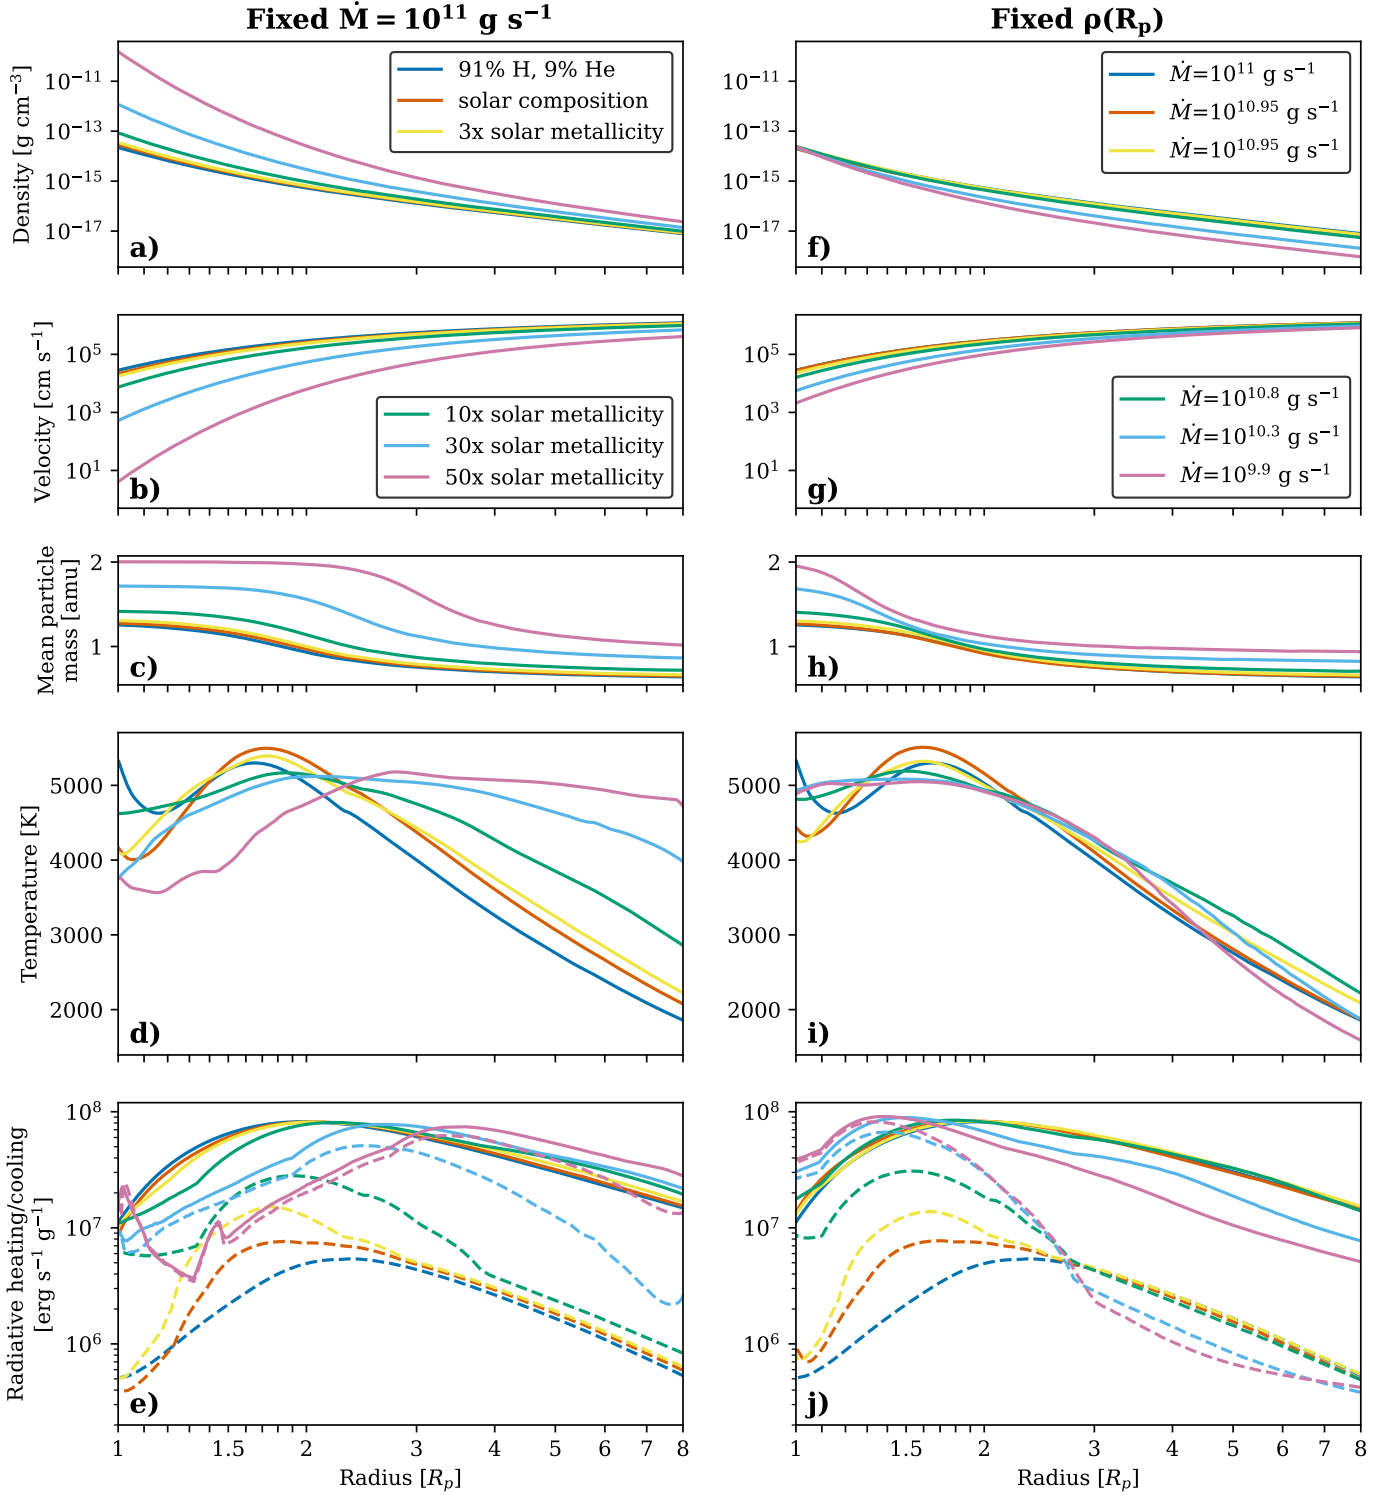 Fixed Ṁ = 10¹¹ g s⁻¹
Density [g cm⁻³]
10⁻¹¹
10⁻¹³
10⁻¹⁵
10⁻¹⁷
91% H, 9% He
solar composition
3x solar metallicity
a)
Velocity [cm s⁻¹]
10⁵
10³
10¹
10x solar metallicity
30x solar metallicity
50x solar metallicity
b)
Mean particle
mass [amu]
2
1
c)
Temperature [K]
5000
4000
3000
2000
d)
Radiative heating/cooling
[erg s⁻¹ g⁻¹]
10⁸
10⁷
10⁶
e)
1 1.5 2 3 4 5 6 7 8
Radius [Rₚ]
Fixed ρ(Rₚ)
10⁻¹¹
10⁻¹³
10⁻¹⁵
10⁻¹⁷
Ṁ=10¹¹ g s⁻¹
Ṁ=10¹⁰·⁹⁵ g s⁻¹
Ṁ=10¹⁰·⁹⁵ g s⁻¹
f)
10⁵
10³
10¹
Ṁ=10¹⁰·⁸ g s⁻¹
Ṁ=10¹⁰·³ g s⁻¹
Ṁ=10⁹·⁹ g s⁻¹
g)
2
1
h)
5000
4000
3000
2000
i)
10⁸
10⁷
10⁶
j)
1 1.5 2 3 4 5 6 7 8
Radius [Rₚ]